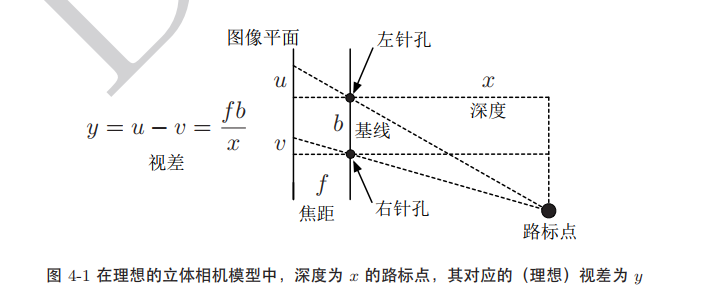 图像平面
左针孔
u
x
深度
y = u − v = fb/x
视差
b 基线
v
f
焦距
右针孔
路标点
图 4-1 在理想的立体相机模型中，深度为 x 的路标点，其对应的（理想）视差为 y